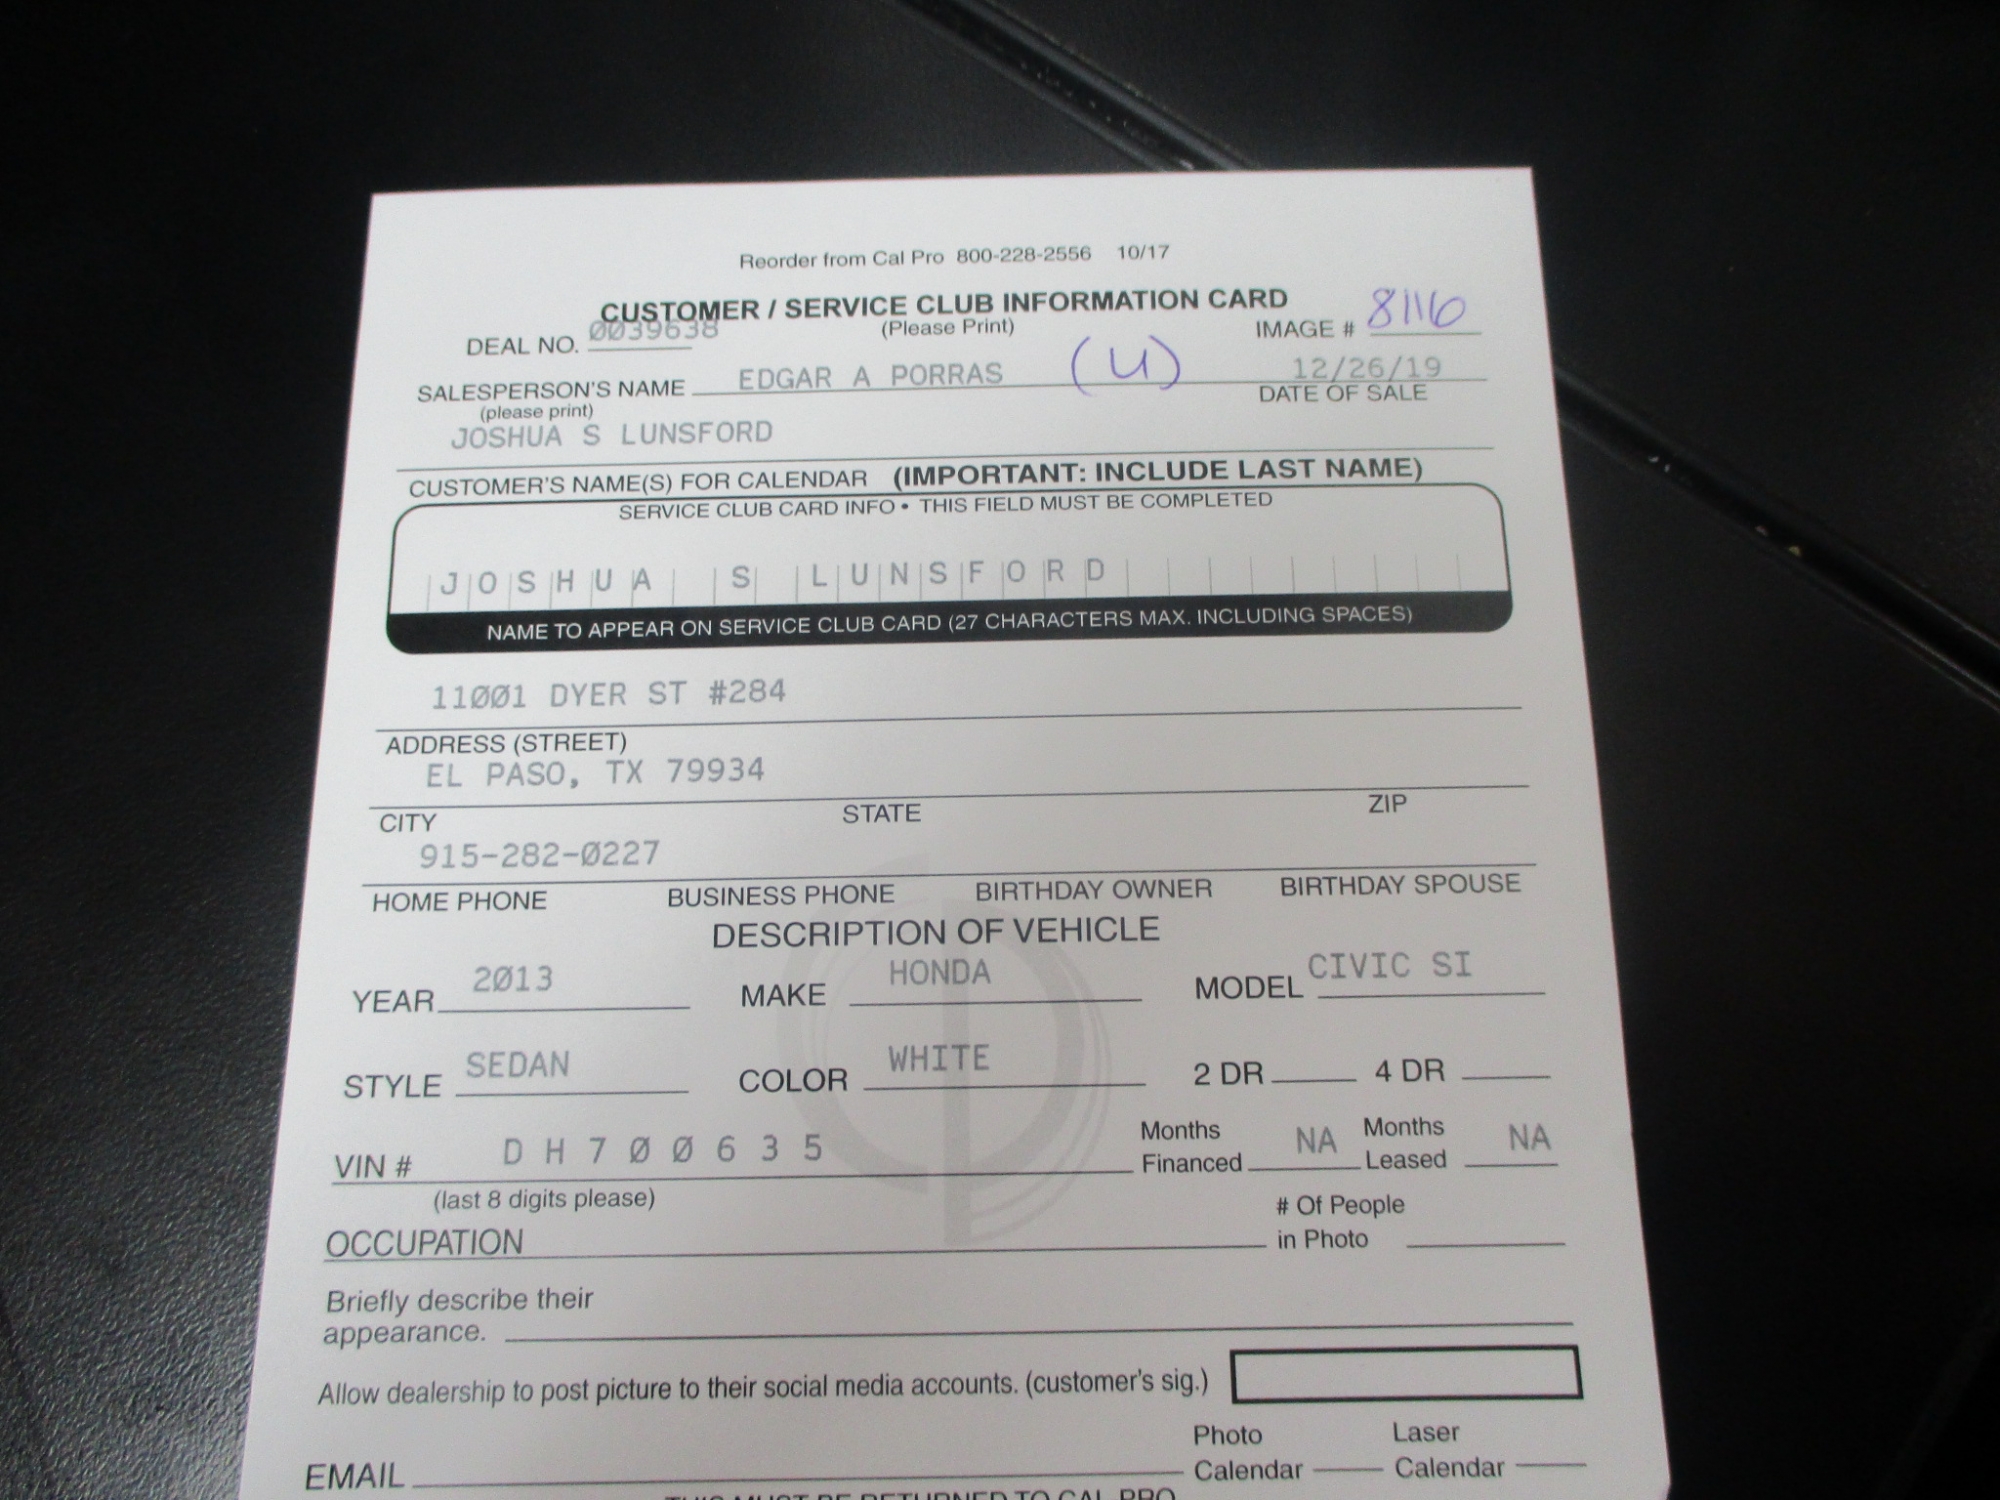 Reorder from Cal Pro 800-228-2556 10/17
CUSTOMER / SERVICE CLUB INFORMATION CARD
DEAL NO. 0039638 (Please Print) IMAGE # 8116
SALESPERSON'S NAME EDGAR A PORRAS (U) 12/26/19
(please print) DATE OF SALE
JOSHUA S LUNSFORD
CUSTOMER'S NAME(S) FOR CALENDAR (IMPORTANT: INCLUDE LAST NAME)
SERVICE CLUB CARD INFO • THIS FIELD MUST BE COMPLETED
JOSHUA S LUNSFORD
NAME TO APPEAR ON SERVICE CLUB CARD (27 CHARACTERS MAX. INCLUDING SPACES)
11001 DYER ST #284
ADDRESS (STREET)
EL PASO, TX 79934
CITY STATE ZIP
915-282-0227
HOME PHONE BUSINESS PHONE BIRTHDAY OWNER BIRTHDAY SPOUSE
DESCRIPTION OF VEHICLE
YEAR 2013 MAKE HONDA MODEL CIVIC SI
STYLE SEDAN COLOR WHITE 2 DR 4 DR
VIN # DH700635 Months Financed NA Months Leased NA
(last 8 digits please)
OCCUPATION # Of People in Photo
Briefly describe their
appearance.
Allow dealership to post picture to their social media accounts. (customer's sig.)
EMAIL Photo Calendar Laser Calendar
THIS MUST BE RETURNED TO CAL PRO